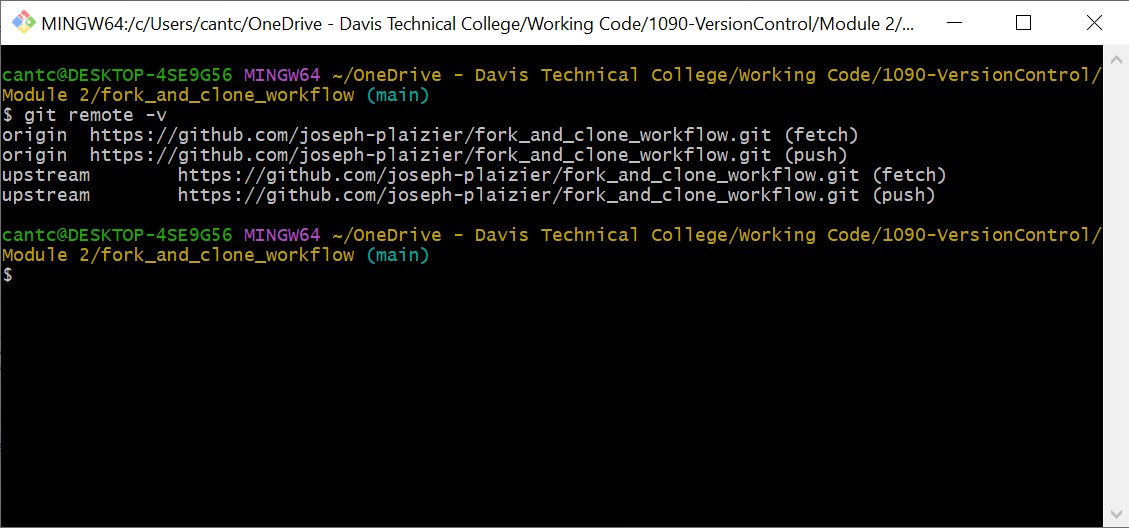 MINGW64:/c/Users/cantc/OneDrive - Davis Technical College/Working Code/1090-VersionControl/Module 2/...
cantc@DESKTOP-4SE9G56 MINGW64 ~/OneDrive - Davis Technical College/Working Code/1090-VersionControl/
Module 2/fork_and_clone_workflow (main)
$ git remote -v
origin  https://github.com/joseph-plaizier/fork_and_clone_workflow.git (fetch)
origin  https://github.com/joseph-plaizier/fork_and_clone_workflow.git (push)
upstream        https://github.com/joseph-plaizier/fork_and_clone_workflow.git (fetch)
upstream        https://github.com/joseph-plaizier/fork_and_clone_workflow.git (push)
cantc@DESKTOP-4SE9G56 MINGW64 ~/OneDrive - Davis Technical College/Working Code/1090-VersionControl/
Module 2/fork_and_clone_workflow (main)
$